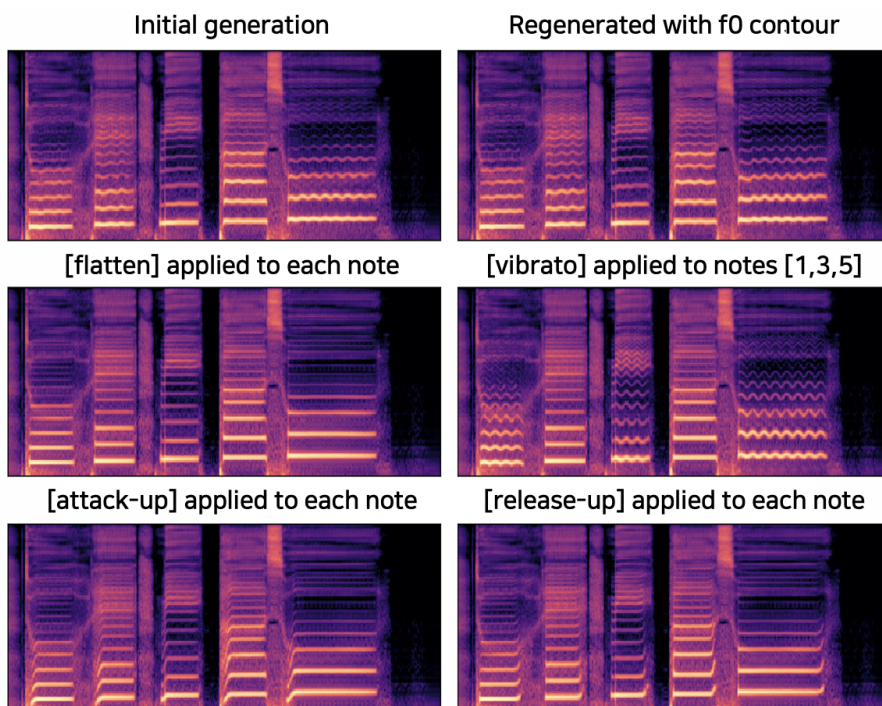 Initial generation
Regenerated with f0 contour
[flatten] applied to each note
[vibrato] applied to notes [1,3,5]
[attack-up] applied to each note
[release-up] applied to each note